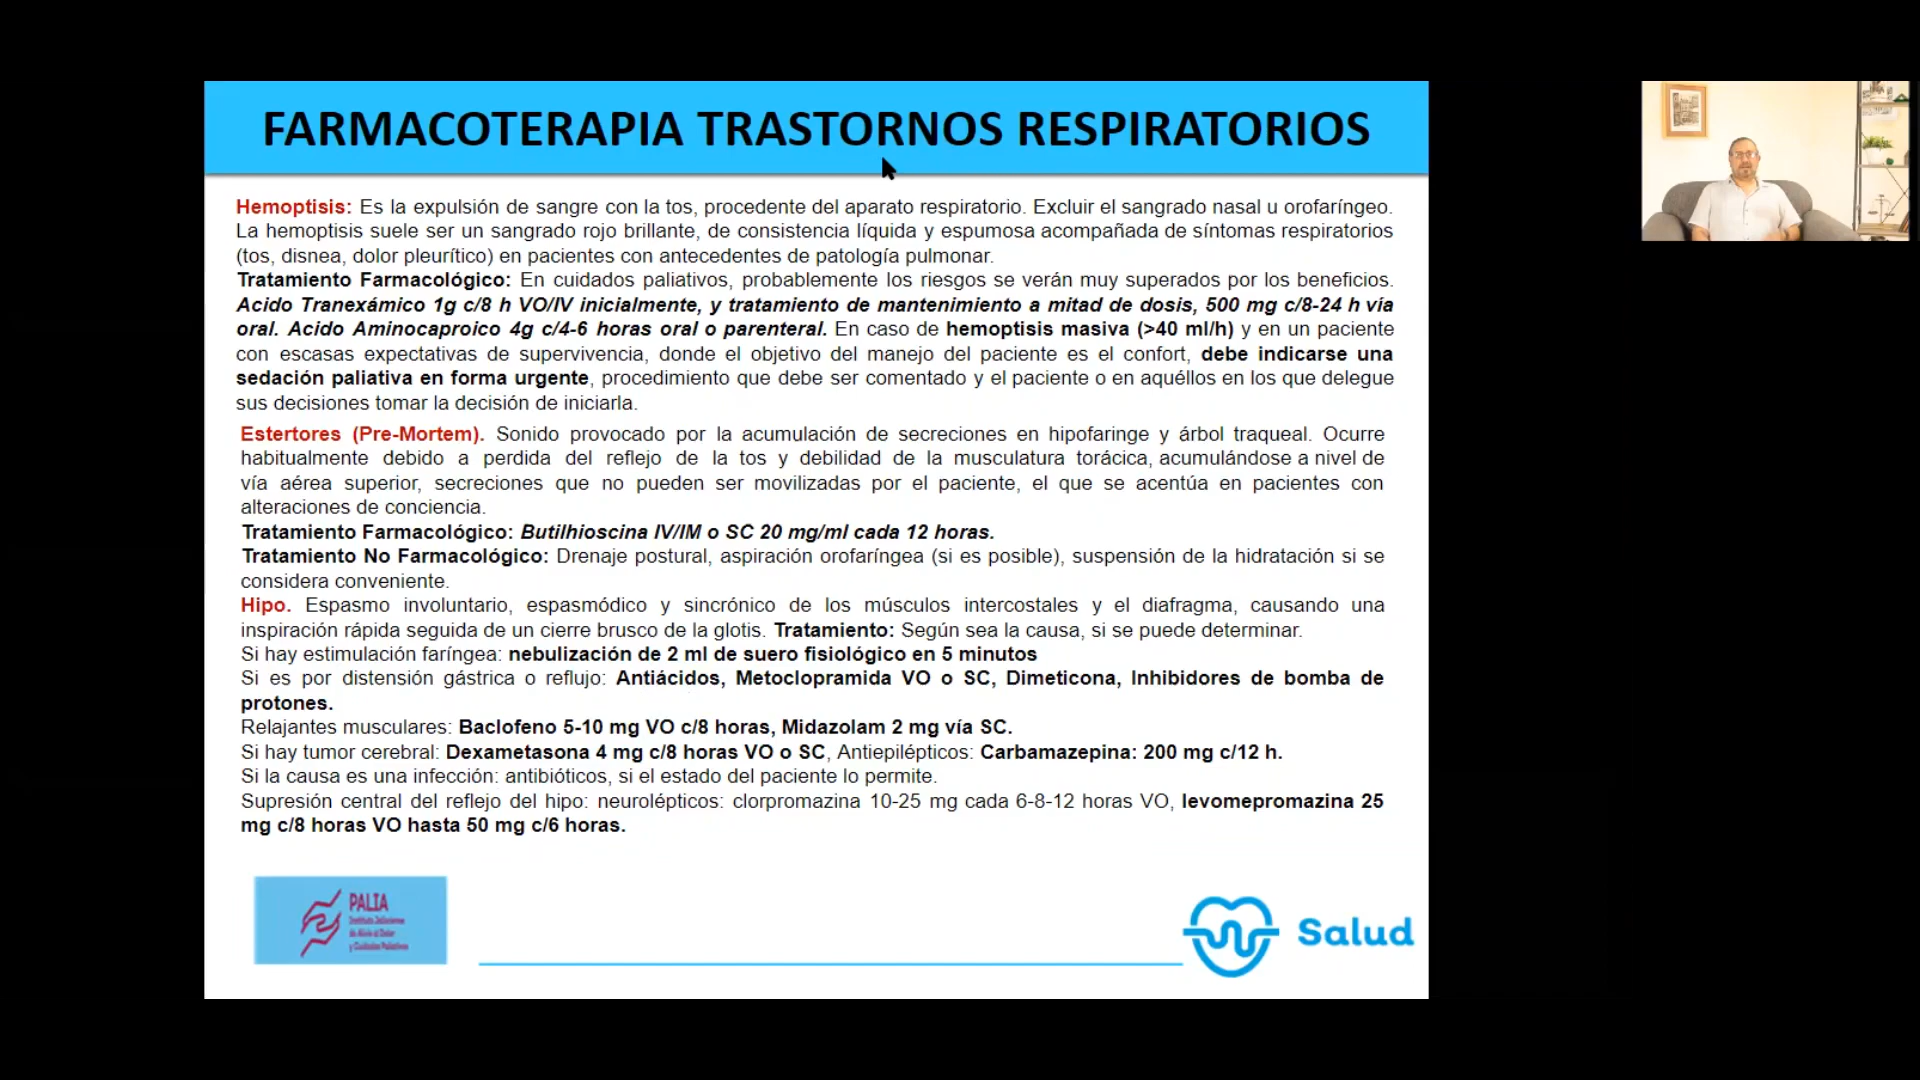 FARMACOTERAPIA TRASTORNOS RESPIRATORIOS
Hemoptisis: Es la expulsión de sangre con la tos, procedente del aparato respiratorio. Excluir el sangrado nasal u orofaríngeo.
La hemoptisis suele ser un sangrado rojo brillante, de consistencia líquida y espumosa acompañada de síntomas respiratorios
(tos, disnea, dolor pleurítico) en pacientes con antecedentes de patología pulmonar.
Tratamiento Farmacológico: En cuidados paliativos, probablemente los riesgos se verán muy superados por los beneficios.
Acido Tranexámico 1g c/8 h VO/IV inicialmente, y tratamiento de mantenimiento a mitad de dosis, 500 mg c/8-24 h vía
oral. Acido Aminocaproico 4g c/4-6 horas oral o parenteral. En caso de hemoptisis masiva (>40 ml/h) y en un paciente
con escasas expectativas de supervivencia, donde el objetivo del manejo del paciente es el confort, debe indicarse una
sedación paliativa en forma urgente, procedimiento que debe ser comentado y el paciente o en aquéllos en los que delegue
sus decisiones tomar la decisión de iniciarla.
Estertores (Pre-Mortem). Sonido provocado por la acumulación de secreciones en hipofaringe y árbol traqueal. Ocurre
habitualmente debido a perdida del reflejo de la tos y debilidad de la musculatura torácica, acumulándose a nivel de
vía aérea superior, secreciones que no pueden ser movilizadas por el paciente, el que se acentúa en pacientes con
alteraciones de conciencia.
Tratamiento Farmacológico: Butilhioscina IV/IM o SC 20 mg/ml cada 12 horas.
Tratamiento No Farmacológico: Drenaje postural, aspiración orofaríngea (si es posible), suspensión de la hidratación si se
considera conveniente.
Hipo. Espasmo involuntario, espasmódico y sincrónico de los músculos intercostales y el diafragma, causando una
inspiración rápida seguida de un cierre brusco de la glotis. Tratamiento: Según sea la causa, si se puede determinar.
Si hay estimulación faríngea: nebulización de 2 ml de suero fisiológico en 5 minutos
Si es por distensión gástrica o reflujo: Antiácidos, Metoclopramida VO o SC, Dimeticona, Inhibidores de bomba de
protones.
Relajantes musculares: Baclofeno 5-10 mg VO c/8 horas, Midazolam 2 mg vía SC.
Si hay tumor cerebral: Dexametasona 4 mg c/8 horas VO o SC, Antiepilépticos: Carbamazepina: 200 mg c/12 h.
Si la causa es una infección: antibióticos, si el estado del paciente lo permite.
Supresión central del reflejo del hipo: neurolépticos: clorpromazina 10-25 mg cada 6-8-12 horas VO, levomepromazina 25
mg c/8 horas VO hasta 50 mg c/6 horas.
PALIA
Instituto Jalisciense
de Alivio al Dolor
y Cuidados Paliativos
Salud